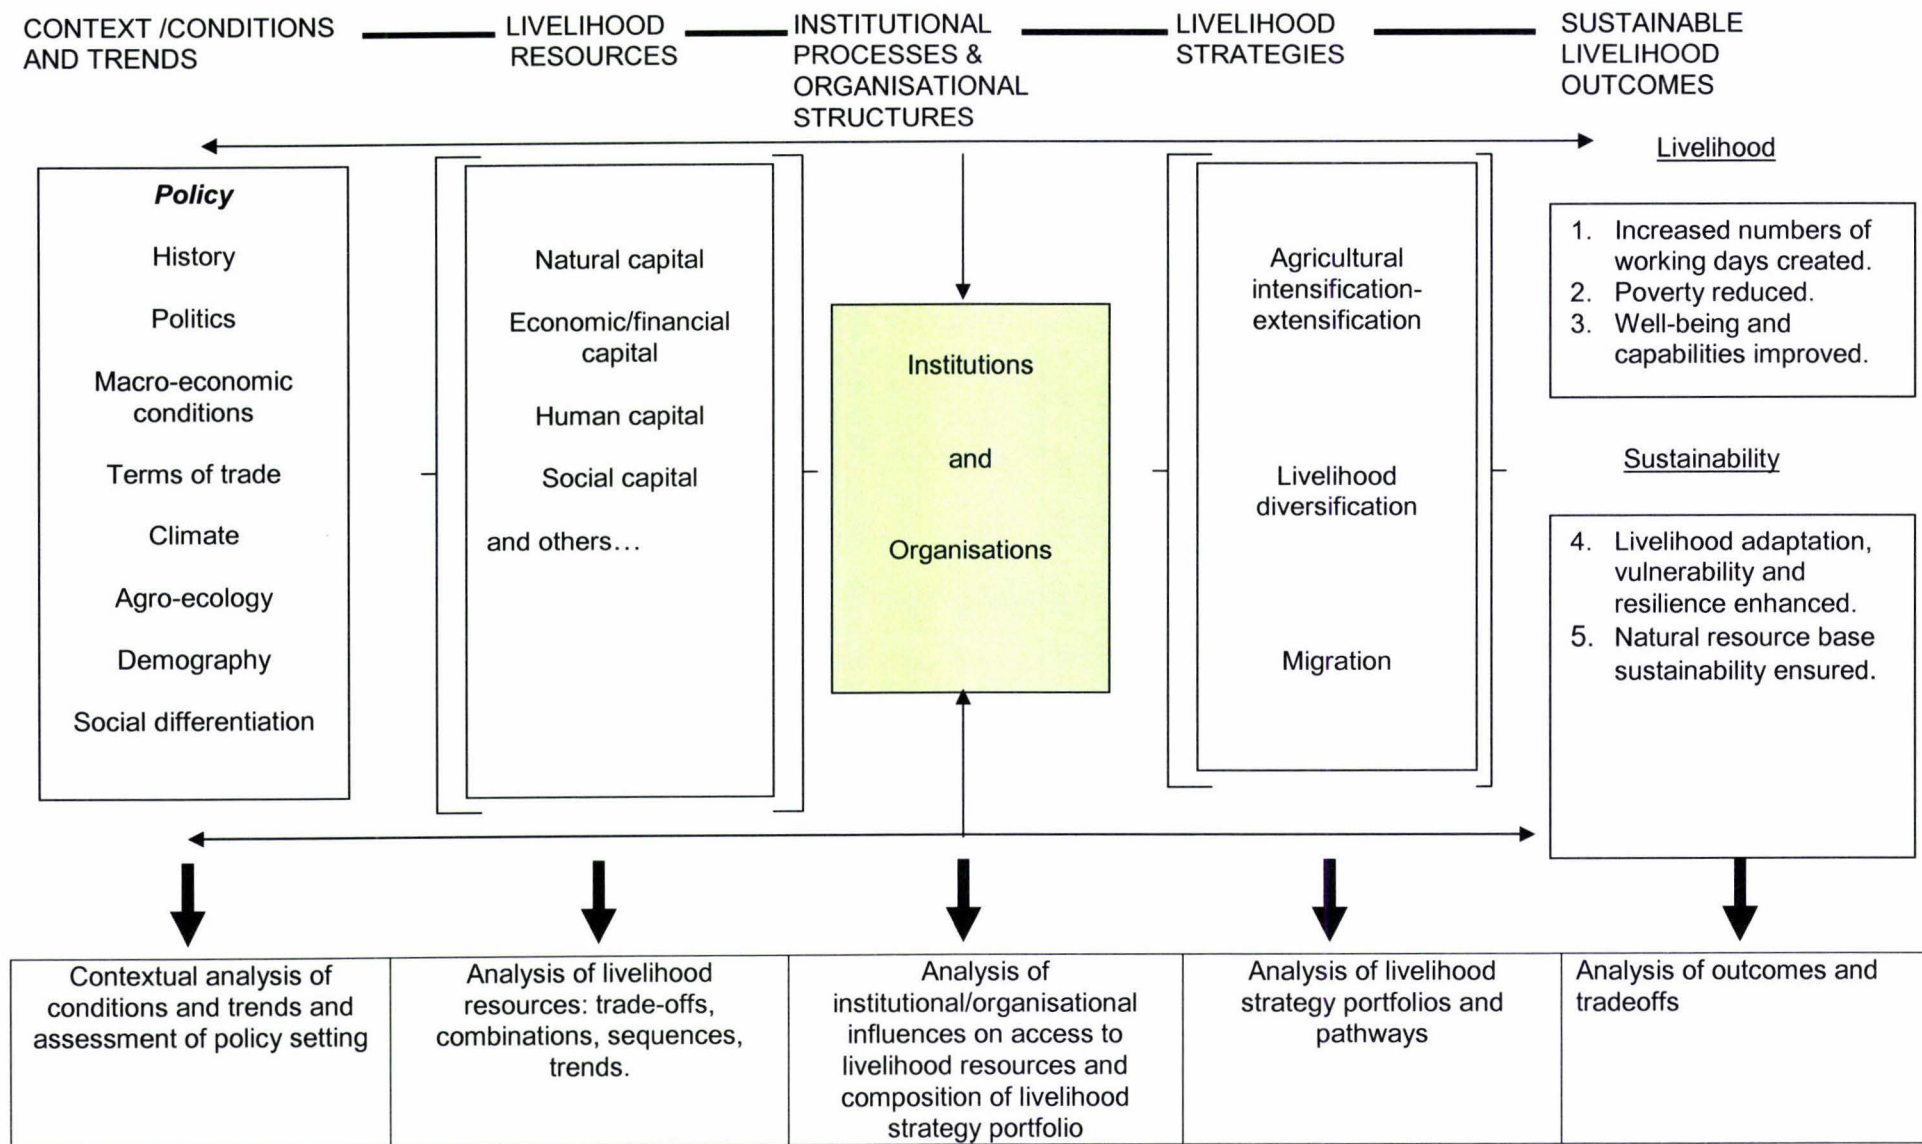 CONTEXT /CONDITIONS
AND TRENDS
LIVELIHOOD
RESOURCES
INSTITUTIONAL
PROCESSES &
ORGANISATIONAL
STRUCTURES
LIVELIHOOD
STRATEGIES
SUSTAINABLE
LIVELIHOOD
OUTCOMES
Policy
History
Politics
Macro-economic
conditions
Terms of trade
Climate
Agro-ecology
Demography
Social differentiation
Natural capital
Economic/financial
capital
Human capital
Social capital
and others…
Institutions
and
Organisations
Agricultural
intensification-
extensification
Livelihood
diversification
Migration
Livelihood
1. Increased numbers of
working days created.
2. Poverty reduced.
3. Well-being and
capabilities improved.
Sustainability
4. Livelihood adaptation,
vulnerability and
resilience enhanced.
5. Natural resource base
sustainability ensured.
Contextual analysis of
conditions and trends and
assessment of policy setting
Analysis of livelihood
resources: trade-offs,
combinations, sequences,
trends.
Analysis of
institutional/organisational
influences on access to
livelihood resources and
composition of livelihood
strategy portfolio
Analysis of livelihood
strategy portfolios and
pathways
Analysis of outcomes and
tradeoffs